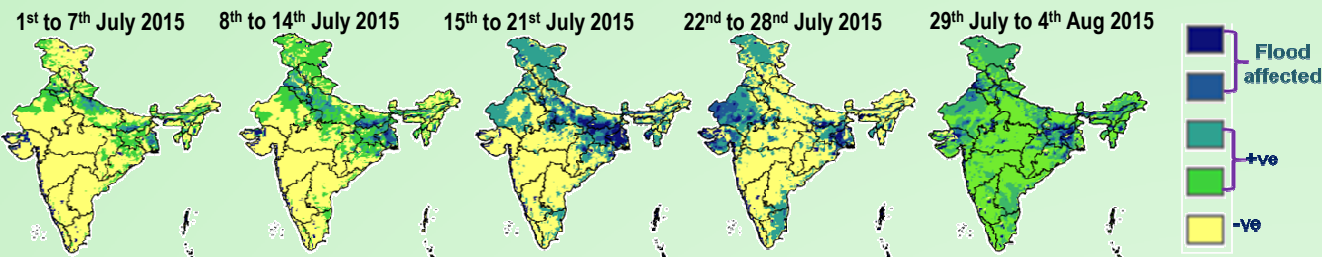 1st to 7th July 2015
8th to 14th July 2015
15th to 21st July 2015
22nd to 28nd July 2015
29th July to 4th Aug 2015
Flood
affected
+ve
-ve